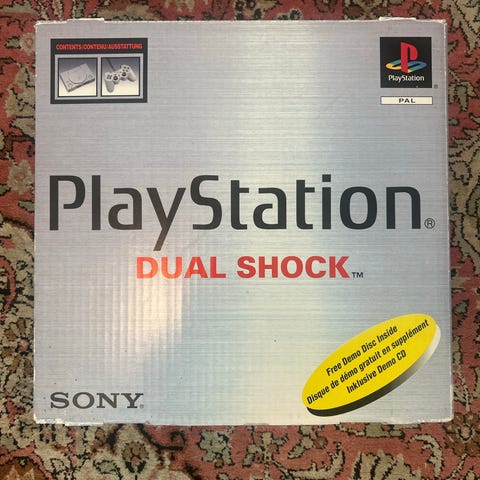 CONTENTS/CONTENU/AUSSTATTUNG
PlayStation
PAL
PlayStation®
DUAL SHOCK™
Free Demo Disc Inside
Disque de démo gratuit en supplément
Inklusive Demo CD
SONY®